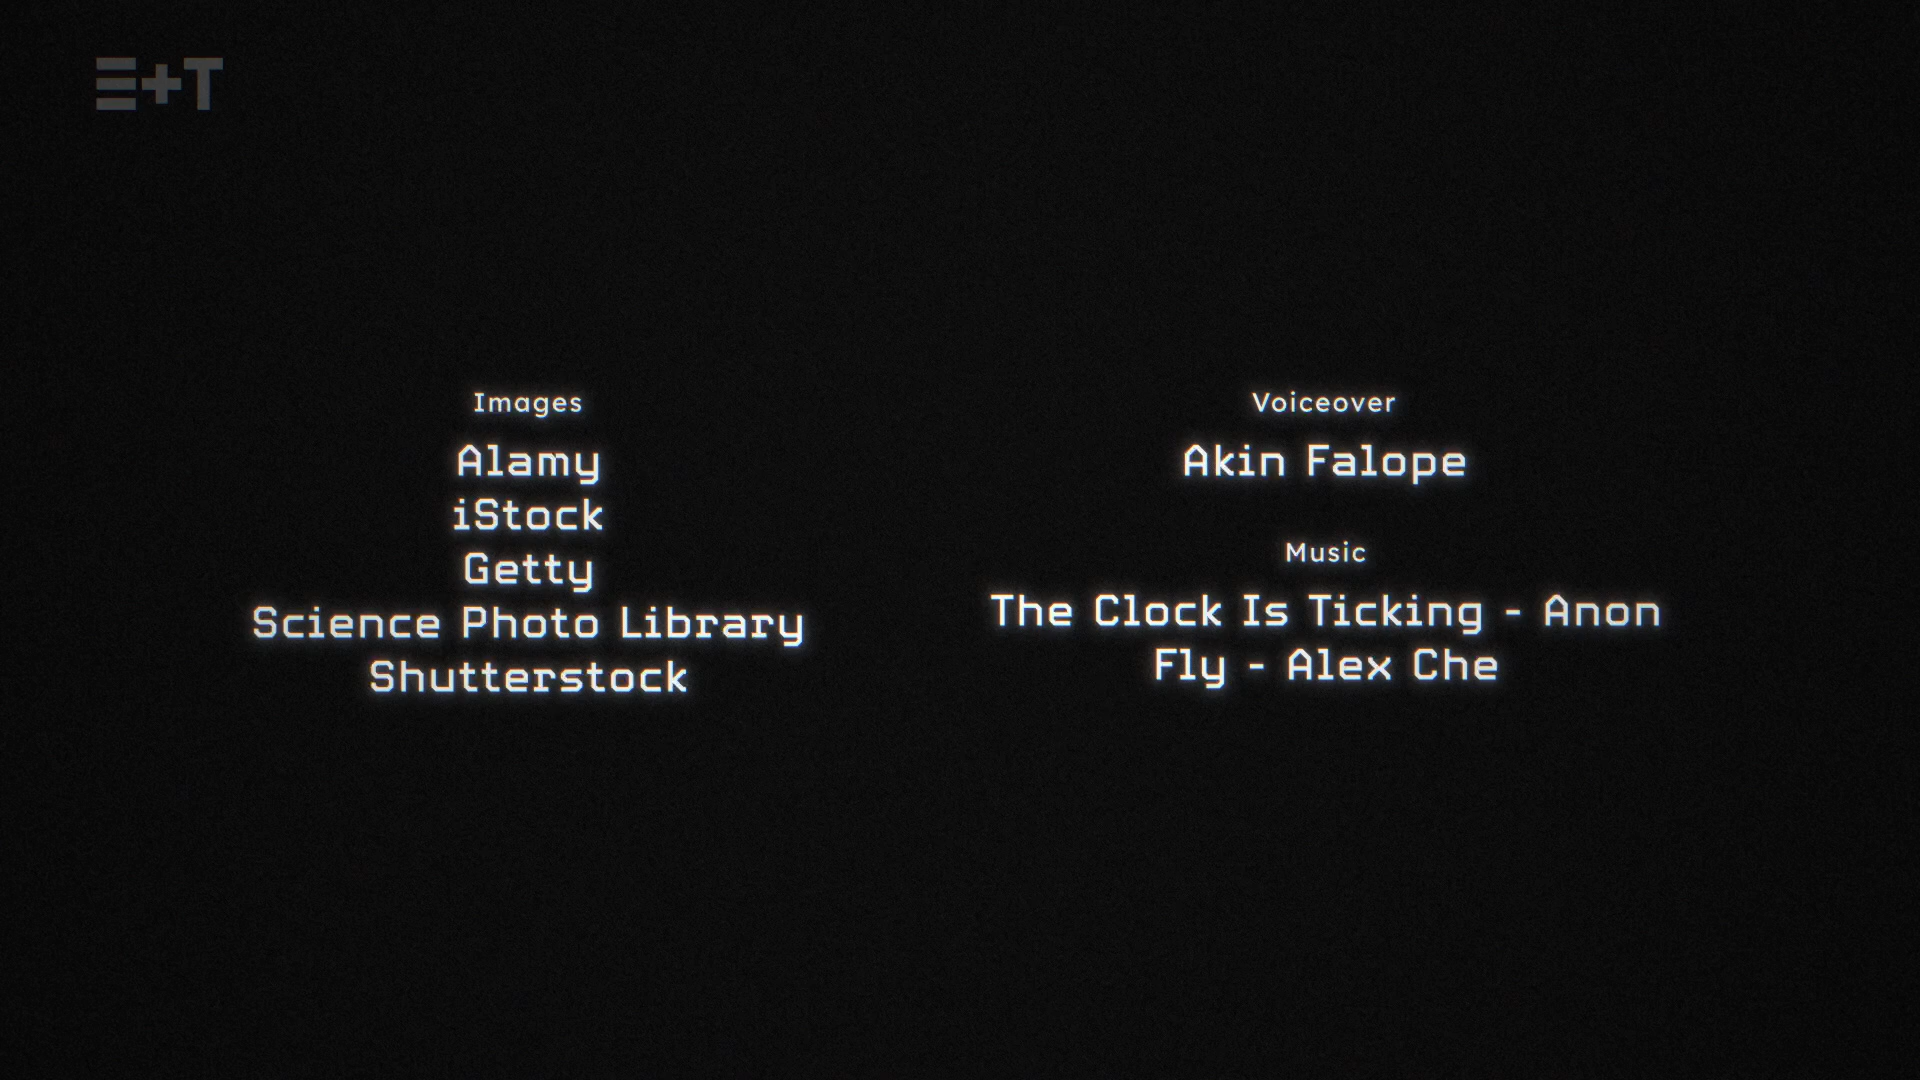 E+T
Images
Alamy
iStock
Getty
Science Photo Library
Shutterstock
Voiceover
Akin Falope
Music
The Clock Is Ticking - Anon
Fly - Alex Che